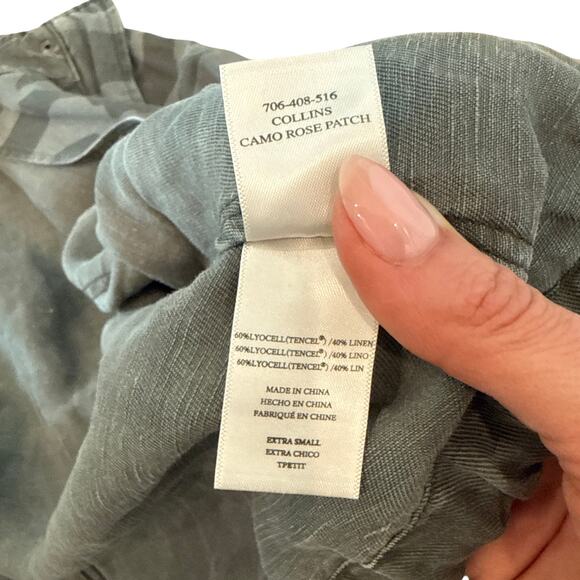 706-408-516
COLLINS
CAMO ROSE PATCH
60%LYOCELL(TENCEL®) /40% LINEN
60%LYOCELL(TENCEL®) /40% LINO
60%LYOCELL(TENCEL®) /40% LIN
MADE IN CHINA
HECHO EN CHINA
FABRIQUÉ EN CHINE
EXTRA SMALL
EXTRA CHICO
TPETIT